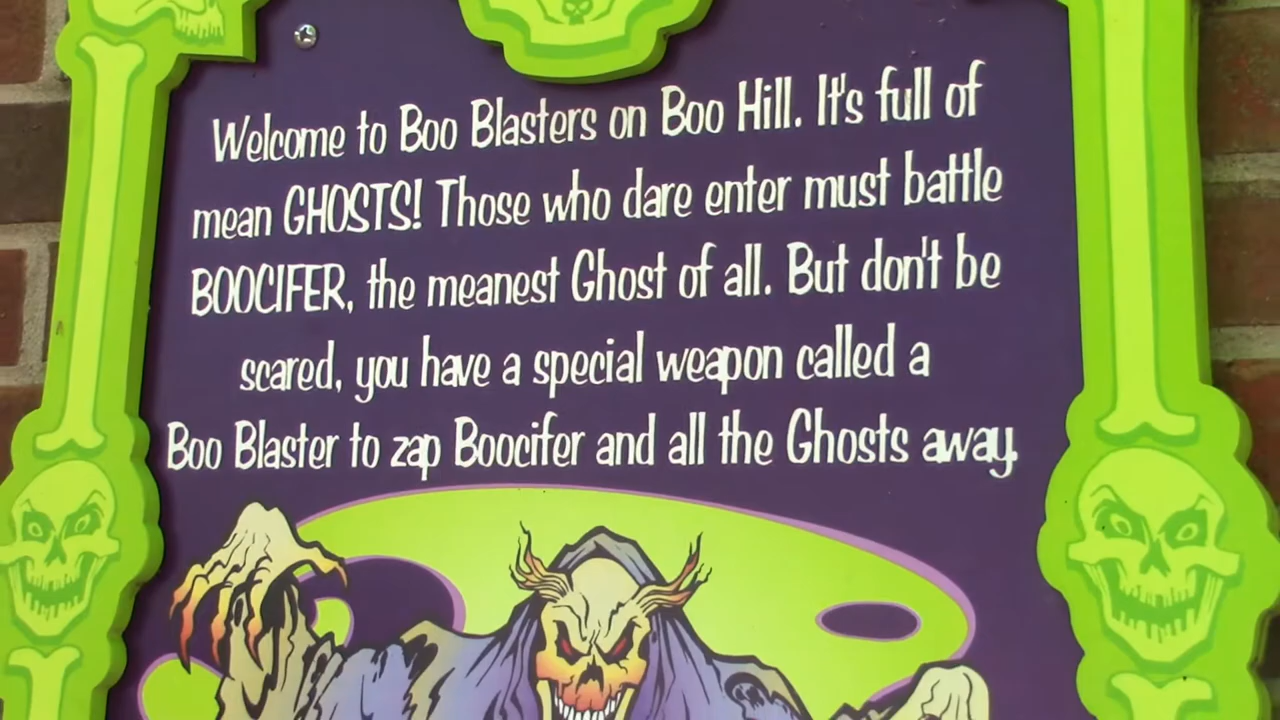 Welcome to Boo Blasters on Boo Hill. It's full of
mean GHOSTS! Those who dare enter must battle
BOOCIFER, the meanest Ghost of all. But don't be
scared, you have a special weapon called a
Boo Blaster to zap Boocifer and all the Ghosts away.